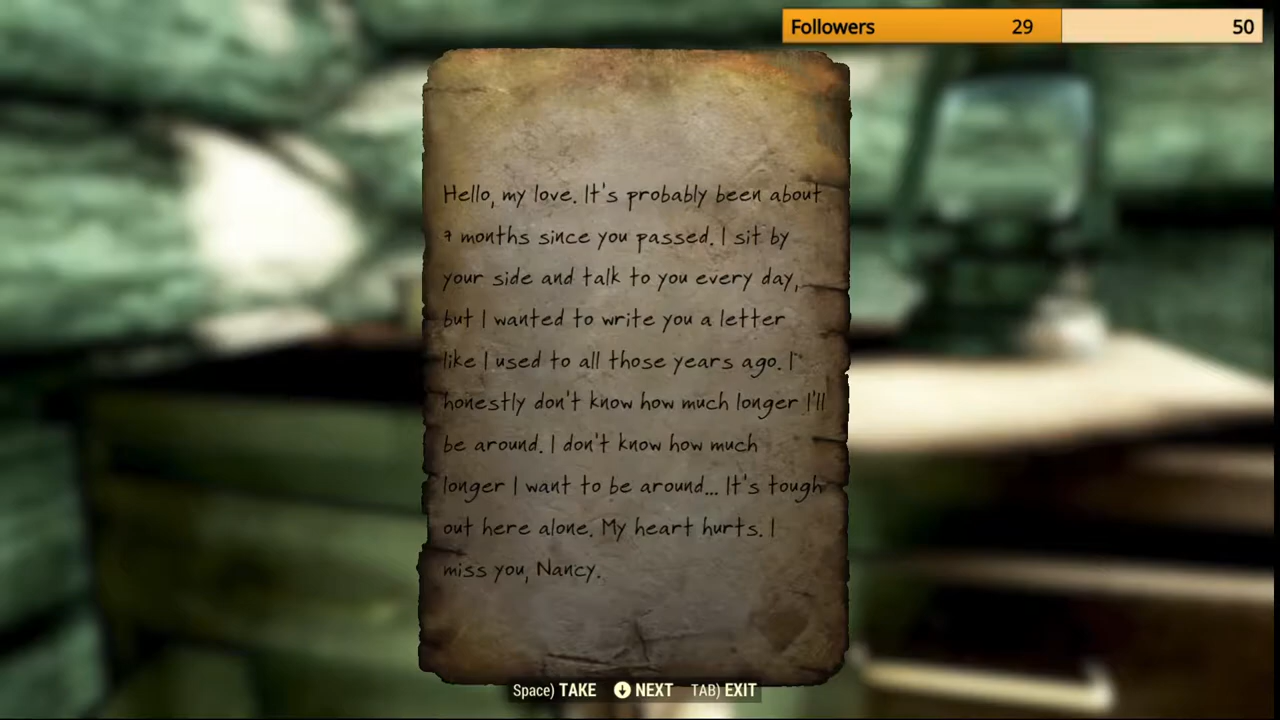 Followers 29 50
Hello, my love. It's probably been about
7 months since you passed. I sit by
your side and talk to you every day,
but I wanted to write you a letter
like I used to all those years ago. I
honestly don't know how much longer I'll
be around. I don't know how much
longer I want to be around... It's tough
out here alone. My heart hurts. I
miss you, Nancy.
Space) TAKE NEXT TAB) EXIT